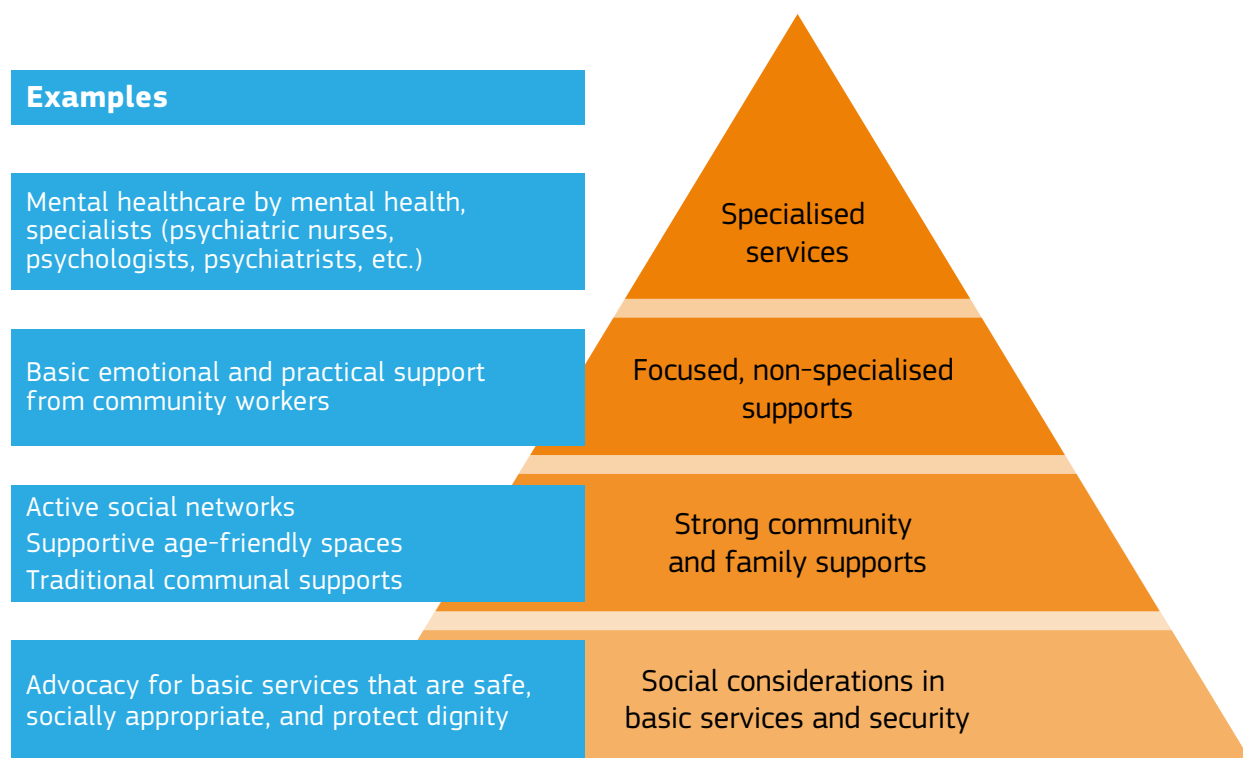 Examples
Mental healthcare by mental health,
specialists (psychiatric nurses,
psychologists, psychiatrists, etc.)
Specialised
services
Basic emotional and practical support
from community workers
Focused, non-specialised
supports
Active social networks
Supportive age-friendly spaces
Traditional communal supports
Strong community
and family supports
Advocacy for basic services that are safe,
socially appropriate, and protect dignity
Social considerations in
basic services and security